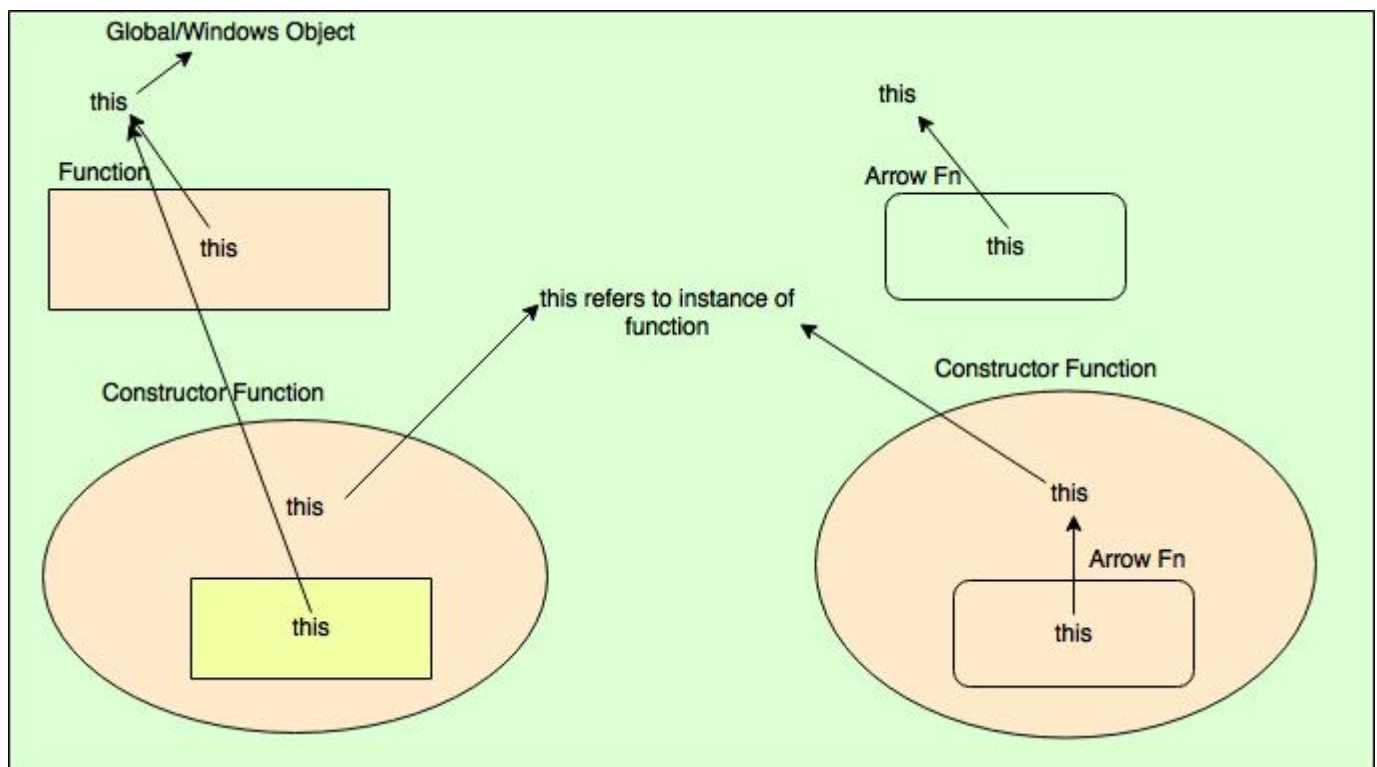 Global/Windows Object
this
this
Function
Arrow Fn
this
this
this refers to instance of
function
Constructor Function
Constructor Function
this
this
Arrow Fn
this
this